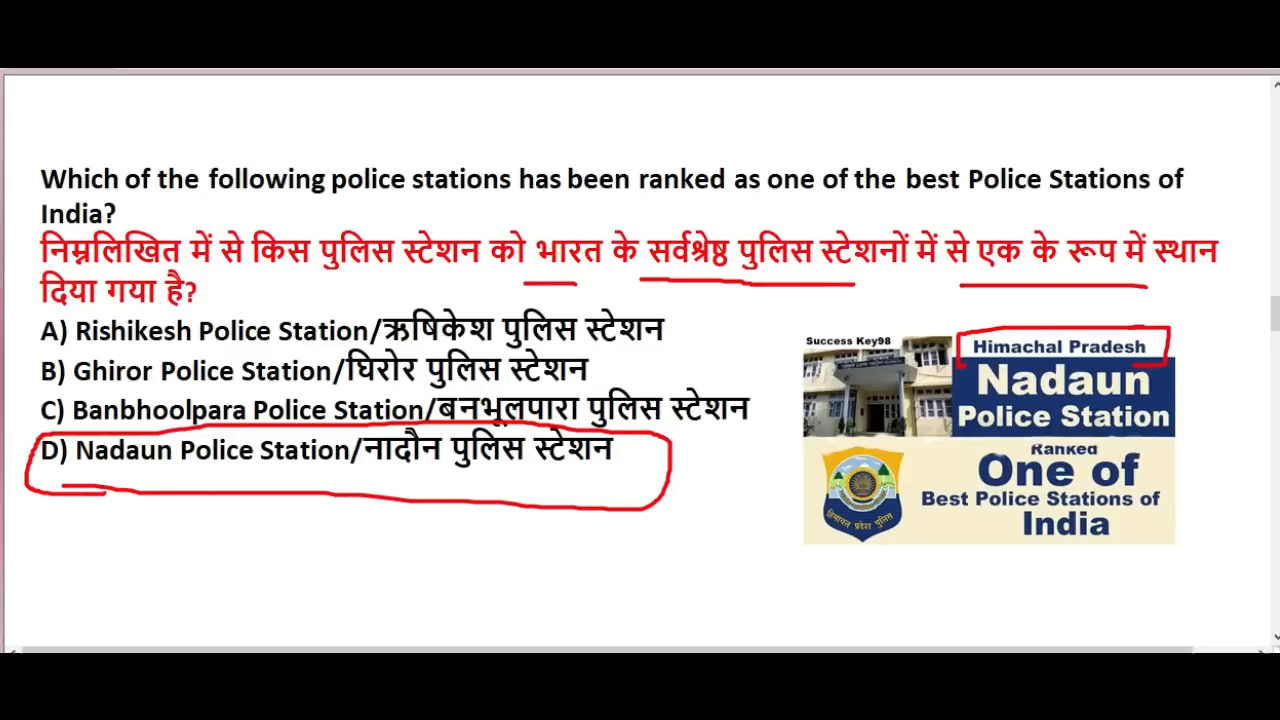 Which of the following police stations has been ranked as one of the best Police Stations of
India?
निम्नलिखित में से किस पुलिस स्टेशन को भारत के सर्वश्रेष्ठ पुलिस स्टेशनों में से एक के रूप में स्थान
दिया गया है?
A) Rishikesh Police Station/ऋषिकेश पुलिस स्टेशन
B) Ghiror Police Station/घिरोर पुलिस स्टेशन
C) Banbhoolpara Police Station/बनभूलपारा पुलिस स्टेशन
D) Nadaun Police Station/नादौन पुलिस स्टेशन
Success Key98
Himachal Pradesh
Nadaun
Police Station
Ranked
One of
Best Police Stations of
India
हिमाचल प्रदेश पुलिस